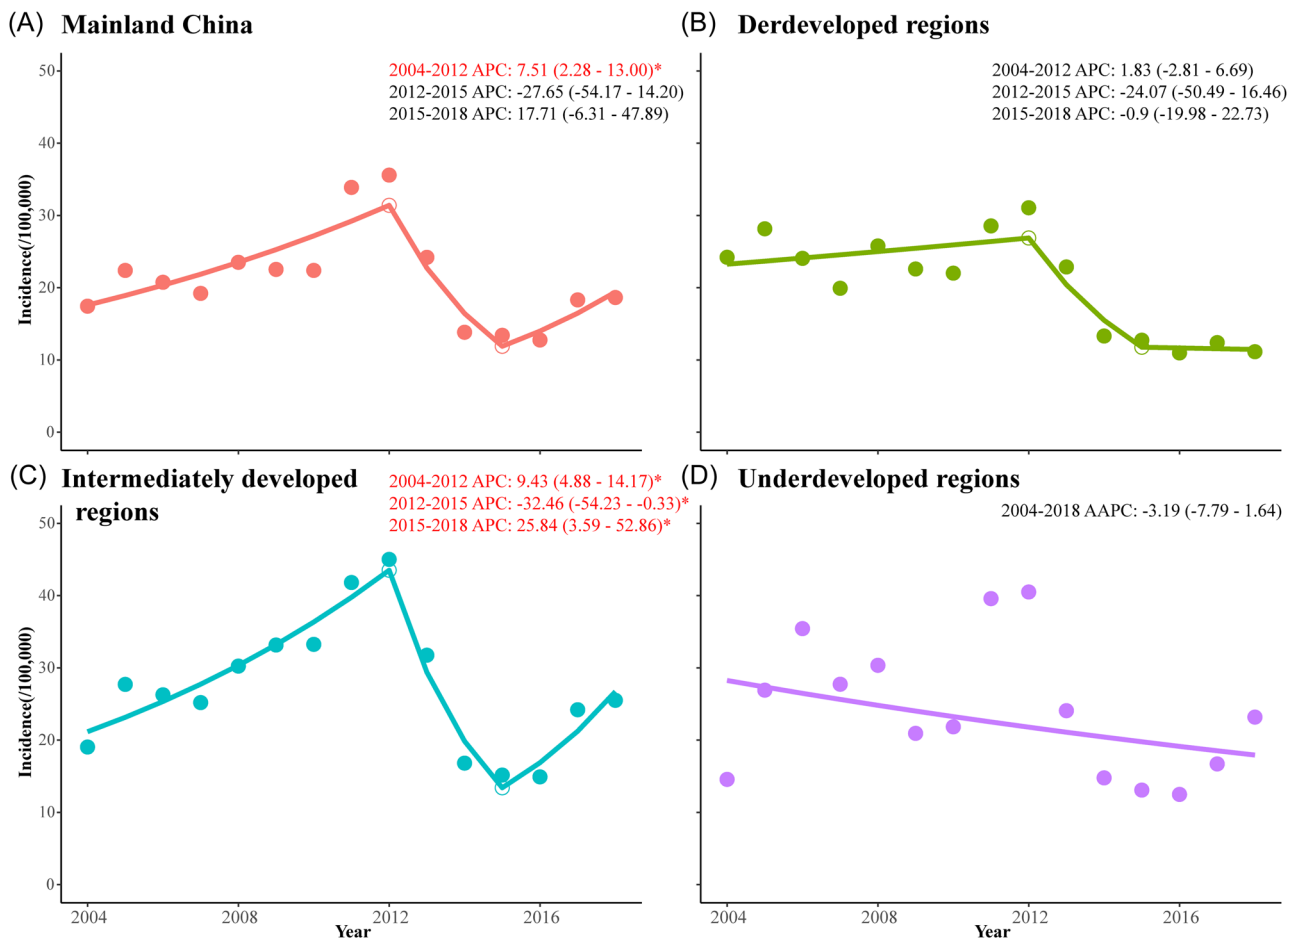 (A) Mainland China
2004-2012 APC: 7.51 (2.28 - 13.00)*
2012-2015 APC: -27.65 (-54.17 - 14.20)
2015-2018 APC: 17.71 (-6.31 - 47.89)
50
40
30
20
10
0
Incidence(/100,000)
(B) Derdeveloped regions
2004-2012 APC: 1.83 (-2.81 - 6.69)
2012-2015 APC: -24.07 (-50.49 - 16.46)
2015-2018 APC: -0.9 (-19.98 - 22.73)
(C) Intermediately developed
regions
2004-2012 APC: 9.43 (4.88 - 14.17)*
2012-2015 APC: -32.46 (-54.23 - -0.33)*
2015-2018 APC: 25.84 (3.59 - 52.86)*
50
40
30
20
10
0
Incidence(/100,000)
2004 2008 2012 2016
Year
(D) Underdeveloped regions
2004-2018 AAPC: -3.19 (-7.79 - 1.64)
2004 2008 2012 2016
Year